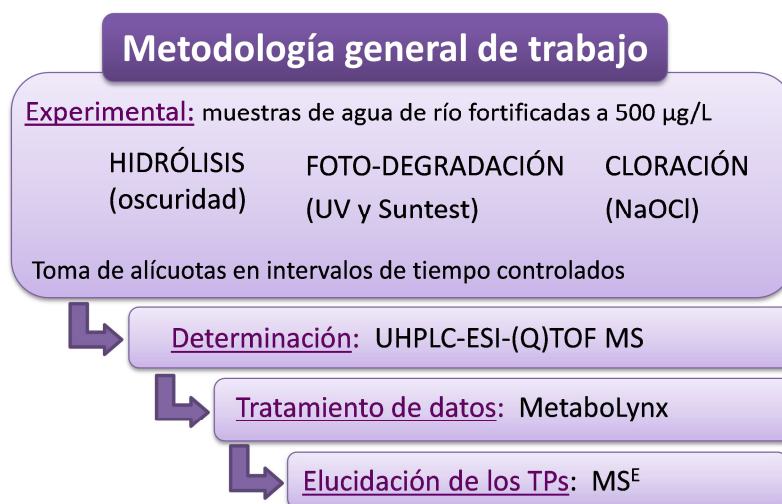 Metodología general de trabajo
Experimental: muestras de agua de río fortificadas a 500 µg/L
HIDRÓLISIS FOTO-DEGRADACIÓN CLORACIÓN
(oscuridad) (UV y Suntest) (NaOCl)
Toma de alícuotas en intervalos de tiempo controlados
Determinación: UHPLC-ESI-(Q)TOF MS
Tratamiento de datos: MetaboLynx
Elucidación de los TPs: MSᴱ